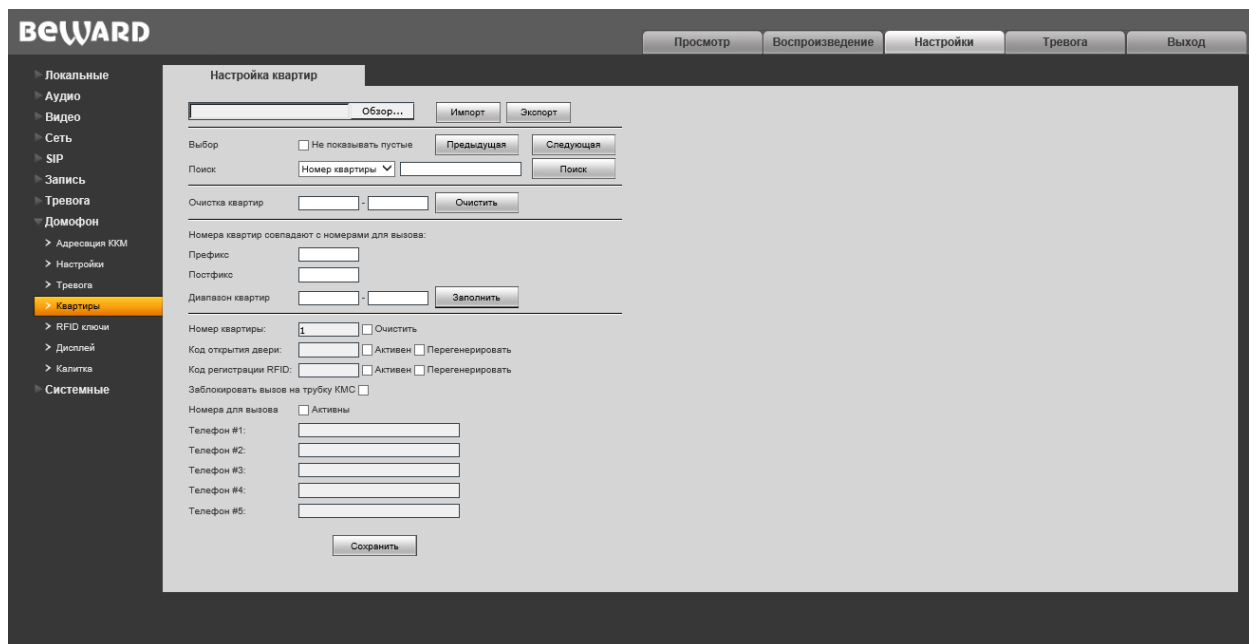 BEWARD
Просмотр Воспроизведение Настройки Тревога Выход
Локальные
Аудио
Видео
Сеть
SIP
Запись
Тревога
Домофон
Адресация ККМ
Настройки
Тревога
Квартиры
RFID ключи
Дисплей
Калитка
Системные
Настройка квартир
Обзор... Импорт Экспорт
Выбор Не показывать пустые Предыдущая Следующая
Поиск Номер квартиры Поиск
Очистка квартир - Очистить
Номера квартир совпадают с номерами для вызова:
Префикс
Постфикс
Диапазон квартир - Заполнить
Номер квартиры: 1 Очистить
Код открытия двери: Активен Перегенерировать
Код регистрации RFID: Активен Перегенерировать
Заблокировать вызов на трубку КМС
Номера для вызова Активны
Телефон #1:
Телефон #2:
Телефон #3:
Телефон #4:
Телефон #5:
Сохранить